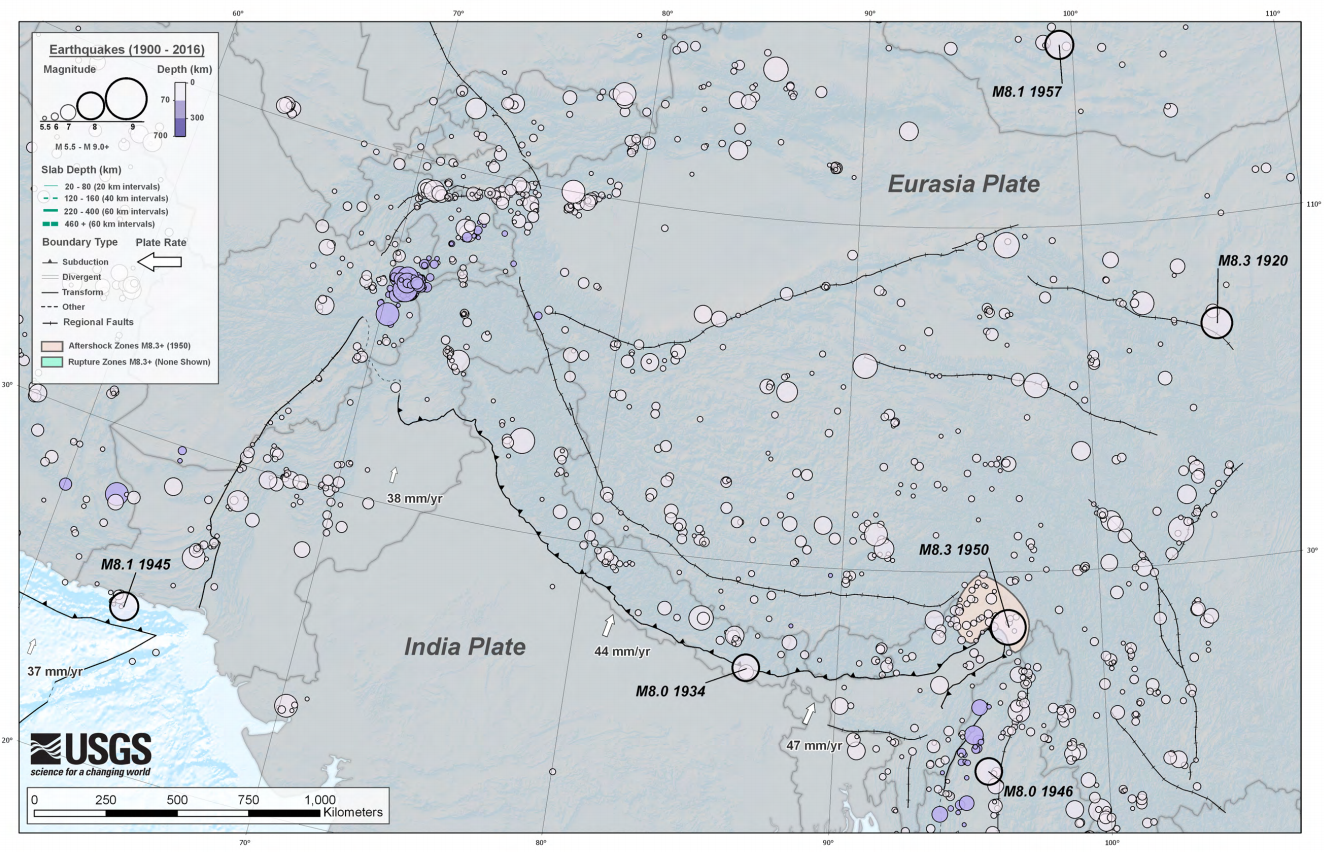 60°
70°
80°
90°
100°
110°
Earthquakes (1900 - 2016)
Magnitude
Depth (km)
0
70
300
700
5.5 6 7 8 9
M 5.5 - M 9.0+
Slab Depth (km)
20 - 80 (20 km intervals)
120 - 160 (40 km intervals)
220 - 400 (60 km intervals)
460 + (60 km intervals)
Boundary Type
Plate Rate
Subduction
Divergent
Transform
Other
Regional Faults
Aftershock Zones M8.3+ (1950)
Rupture Zones M8.3+ (None Shown)
M8.1 1957
Eurasia Plate
110°
M8.3 1920
30°
38 mm/yr
M8.3 1950
30°
M8.1 1945
India Plate
44 mm/yr
37 mm/yr
M8.0 1934
47 mm/yr
20°
USGS
science for a changing world
M8.0 1946
0 250 500 750 1,000
Kilometers
70°
80°
90°
100°